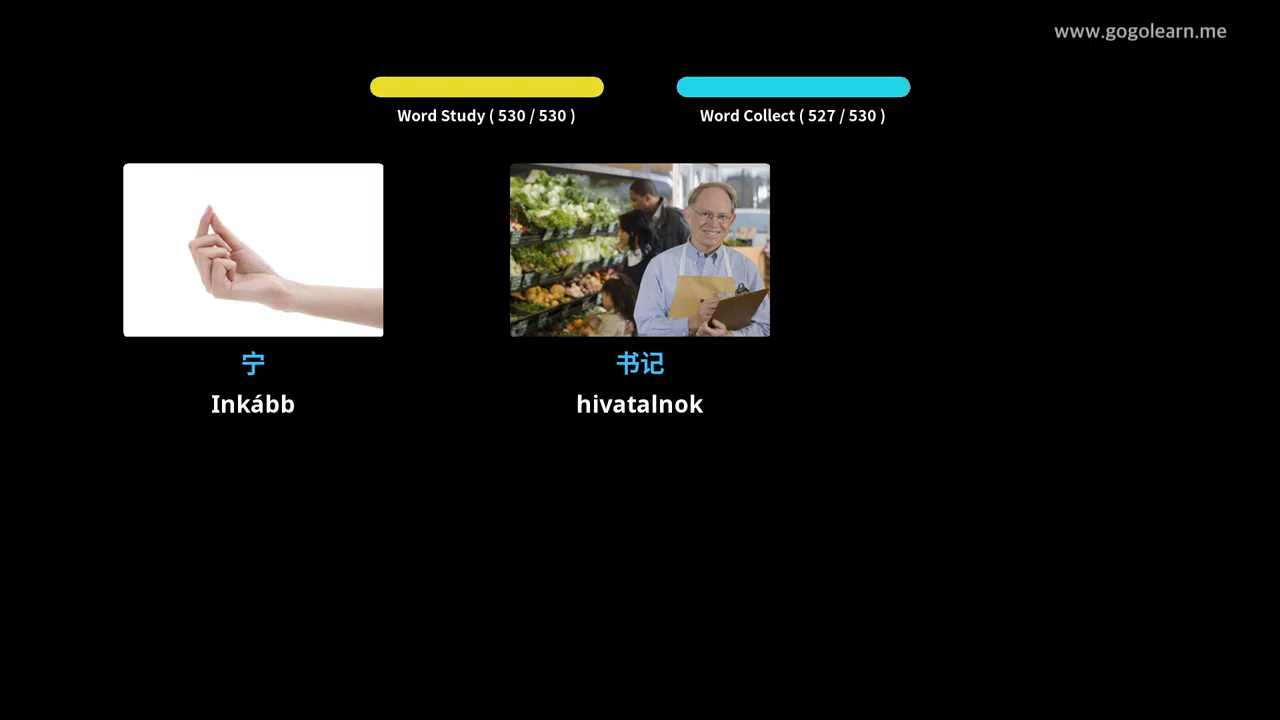 www.gogolearn.me
Word Study ( 530 / 530 )
Word Collect ( 527 / 530 )
宁
Inkább
书记
hivatalnok